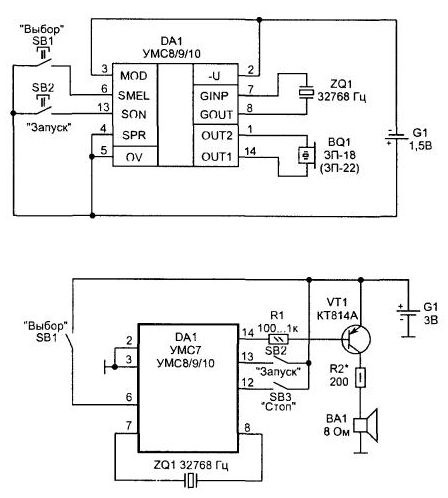 "Выбор"
SB1
SB2
"Запуск"
DA1
УМС8/9/10
3 MOD -U 2
6 SMEL GINP 7
13 SON GOUT 8
4 SPR OUT2 1
5 OV OUT1 14
ZQ1
32768 Гц
BQ1
ЗП-18
(ЗП-22)
G1
1,5В
- +
"Выбор"
SB1
DA1
УМС7
УМС8/9/10
2
3
6
7
8
14
13
12
R1
100...1к
SB2
"Запуск"
SB3
"Стоп"
VT1
КТ814А
R2*
200
BA1
8 Ом
+ -
G1
3В
ZQ1 32768 Гц